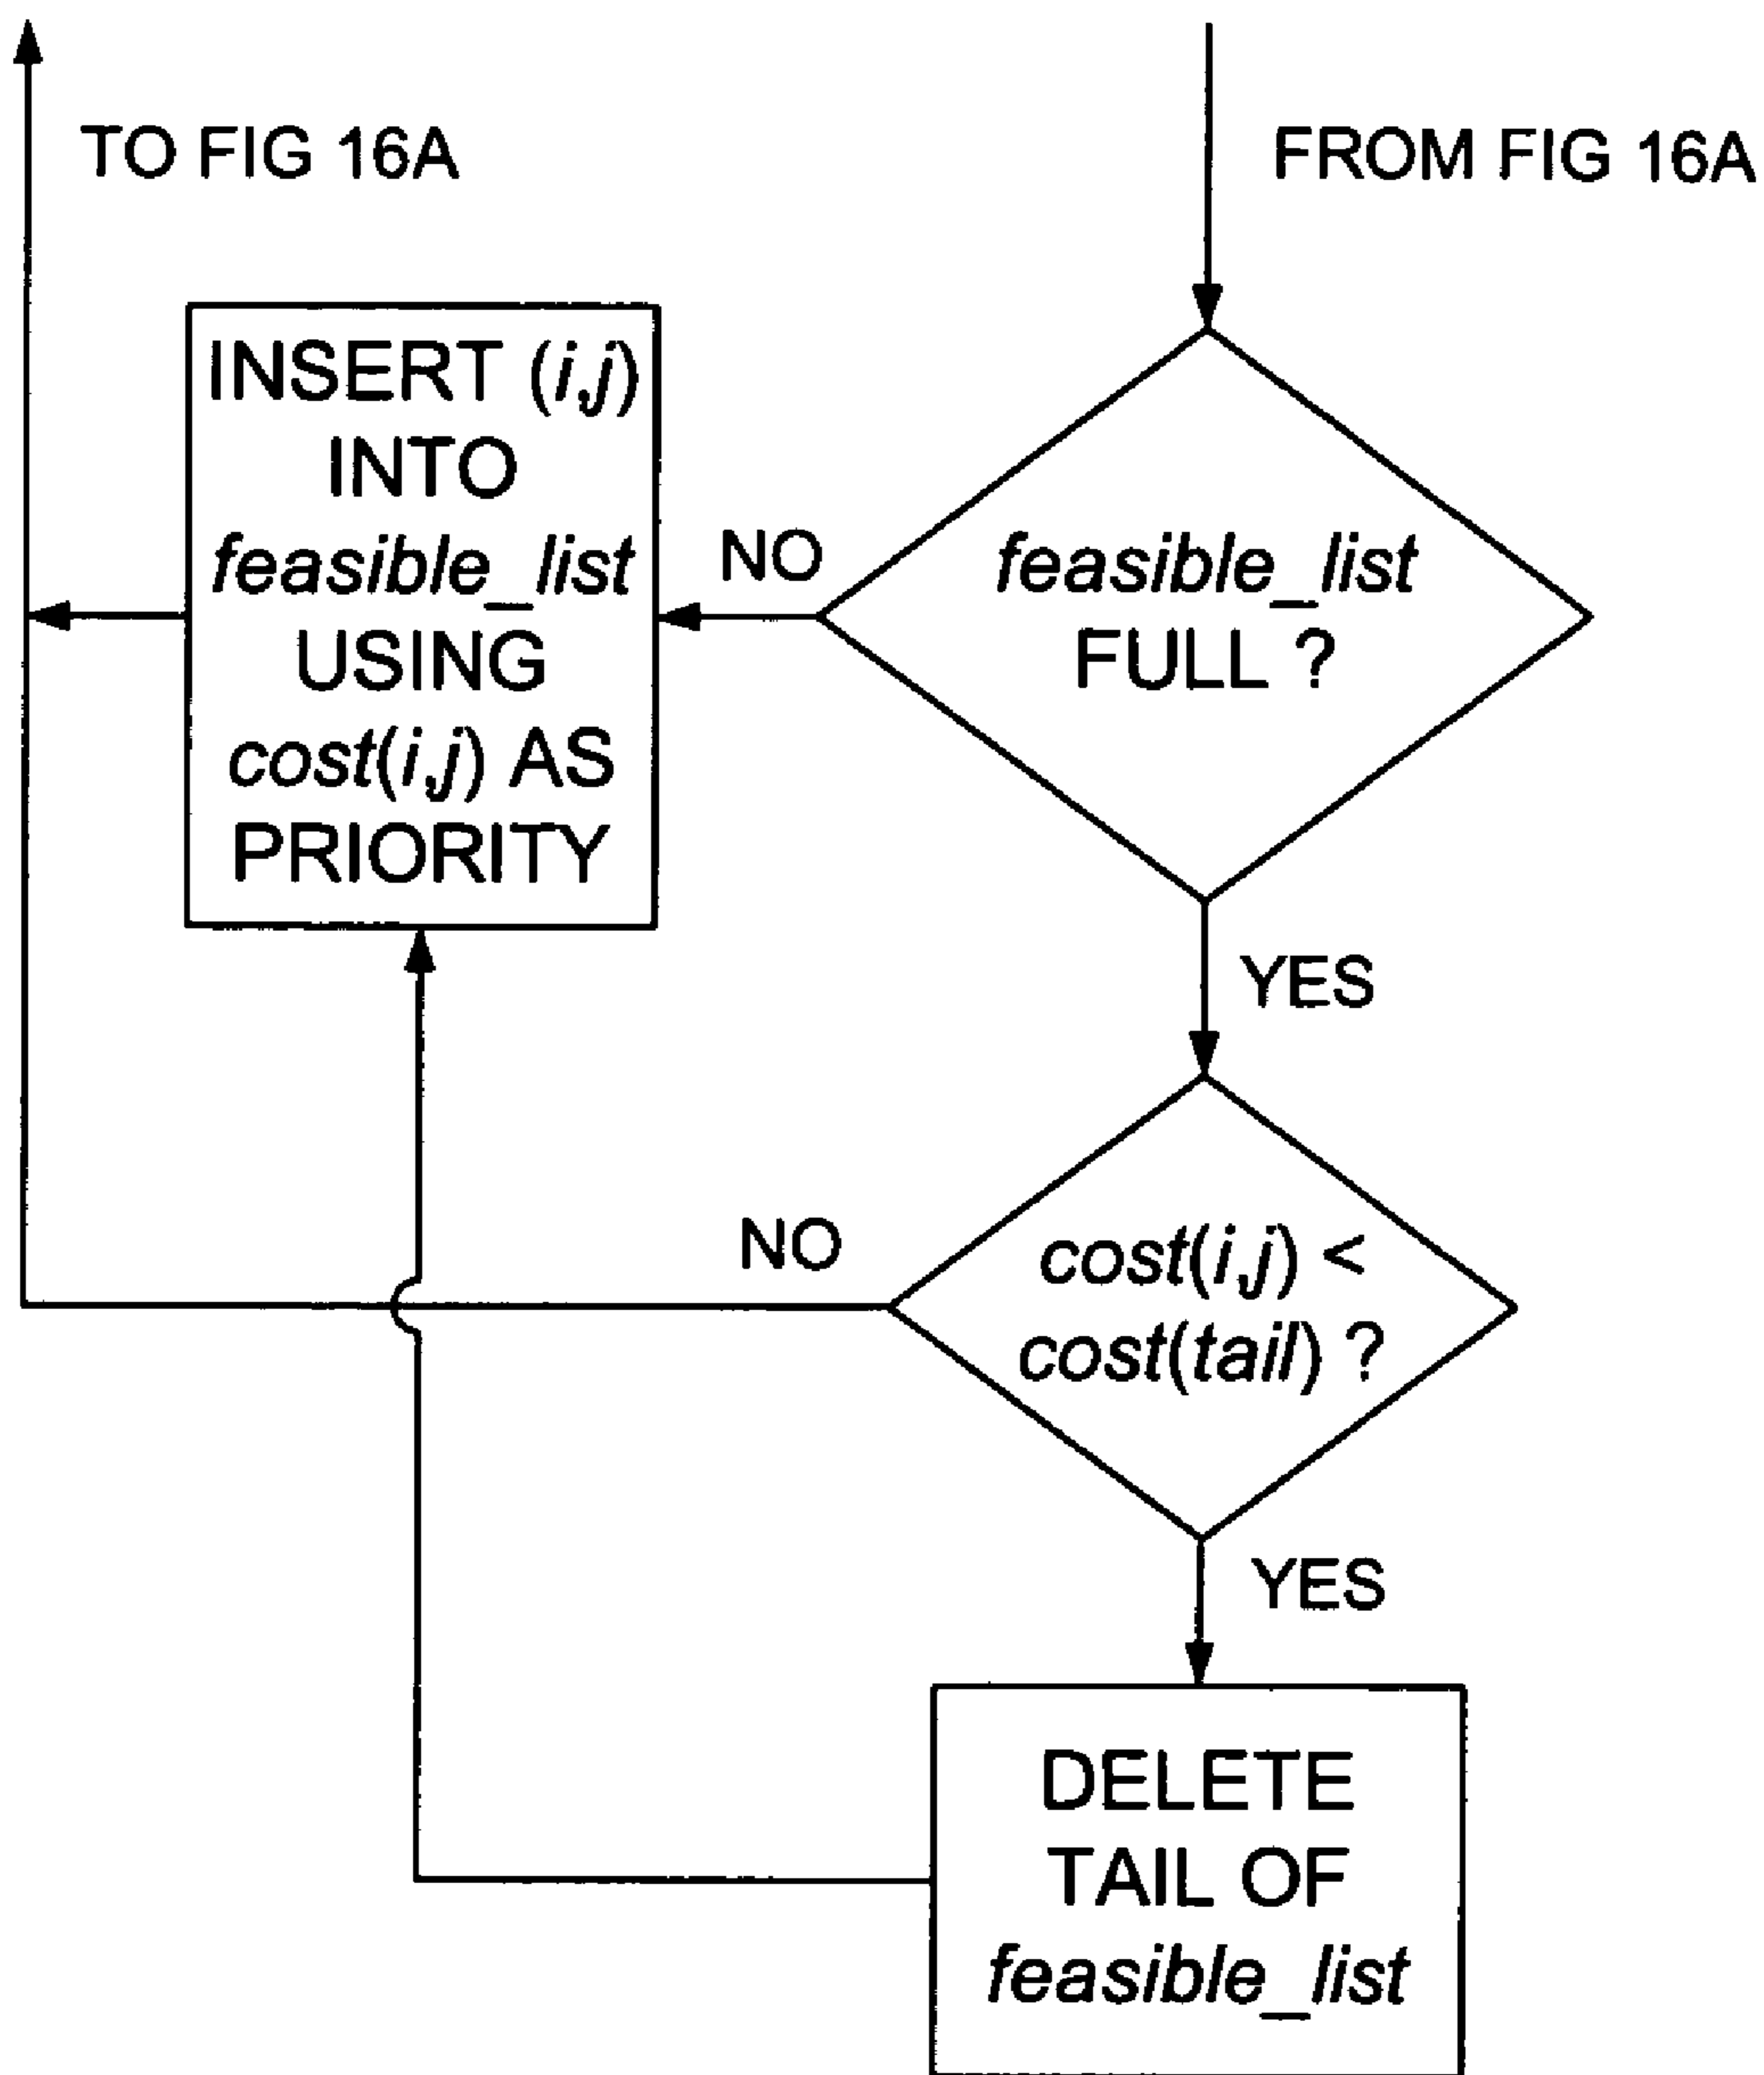 TO FIG 16A
FROM FIG 16A
INSERT (i,j)
INTO
feasible_list
USING
cost(i,j) AS
PRIORITY
NO
feasible_list
FULL ?
YES
NO
cost(i,j) <
cost(tail) ?
YES
DELETE
TAIL OF
feasible_list